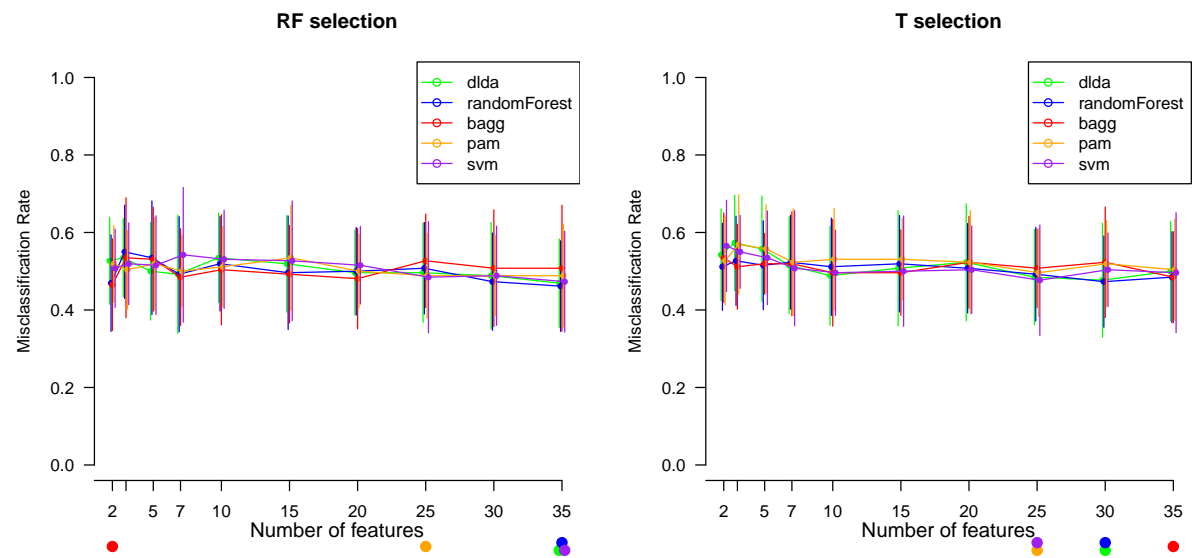 RF selection
1.0
0.8
0.6
0.4
0.2
0.0
Misclassification Rate
dlda
randomForest
bagg
pam
svm
2 5 7 10 15 20 25 30 35
Number of features
T selection
1.0
0.8
0.6
0.4
0.2
0.0
Misclassification Rate
dlda
randomForest
bagg
pam
svm
2 5 7 10 15 20 25 30 35
Number of features